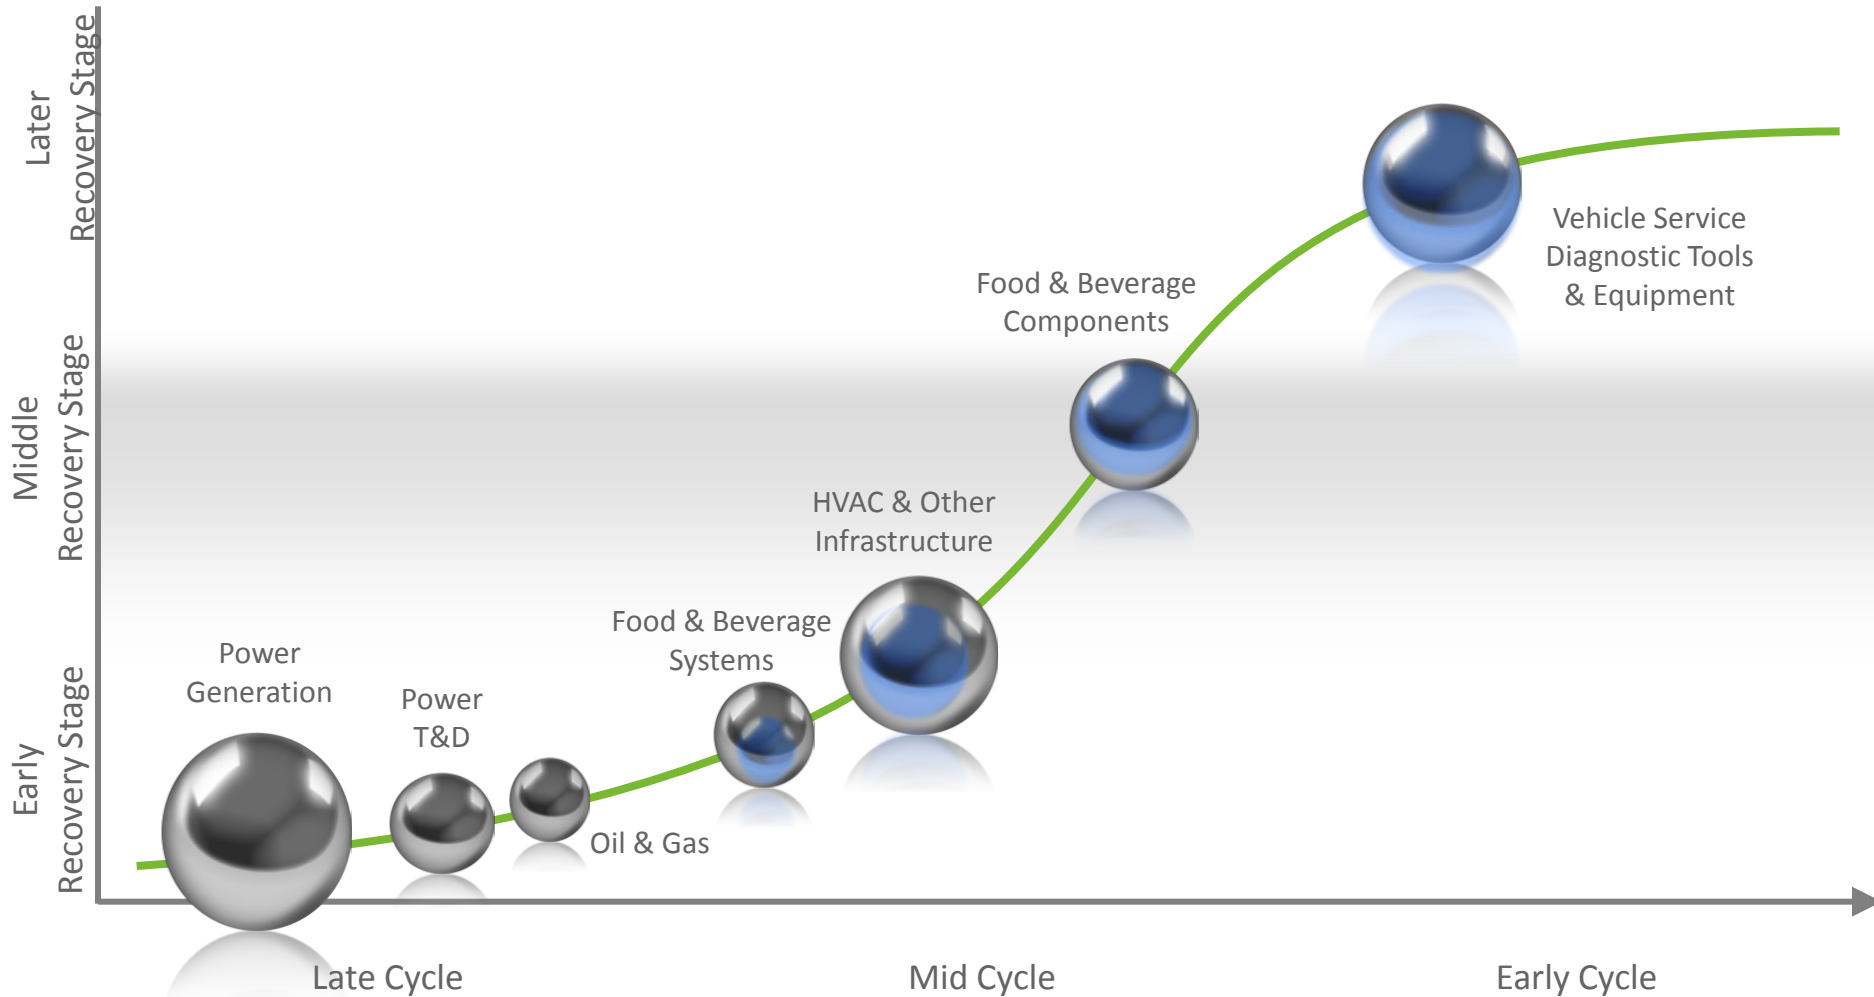 Later
Recovery Stage
Middle
Recovery Stage
Early
Recovery Stage
Power
Generation
Power
T&D
Oil & Gas
Food & Beverage
Systems
HVAC & Other
Infrastructure
Food & Beverage
Components
Vehicle Service
Diagnostic Tools
& Equipment
Late Cycle
Mid Cycle
Early Cycle